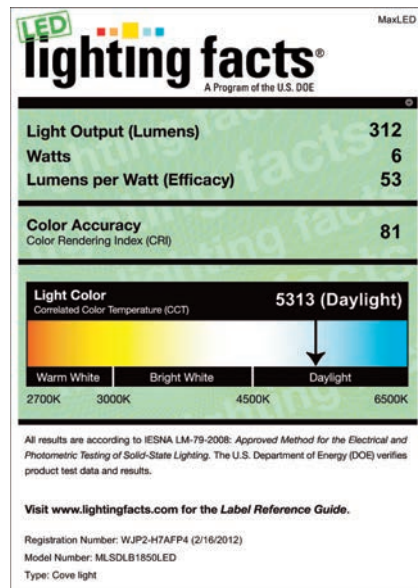 MaxLED
LED
lighting facts®
A Program of the U.S. DOE
Light Output (Lumens) 312
Watts 6
Lumens per Watt (Efficacy) 53
Color Accuracy 81
Color Rendering Index (CRI)
Light Color 5313 (Daylight)
Correlated Color Temperature (CCT)
Warm White Bright White Daylight
2700K 3000K 4500K 6500K
All results are according to IESNA LM-79-2008: Approved Method for the Electrical and
Photometric Testing of Solid-State Lighting. The U.S. Department of Energy (DOE) verifies
product test data and results.
Visit www.lightingfacts.com for the Label Reference Guide.
Registration Number: WJP2-H7AFP4 (2/16/2012)
Model Number: MLSDLB1850LED
Type: Cove light